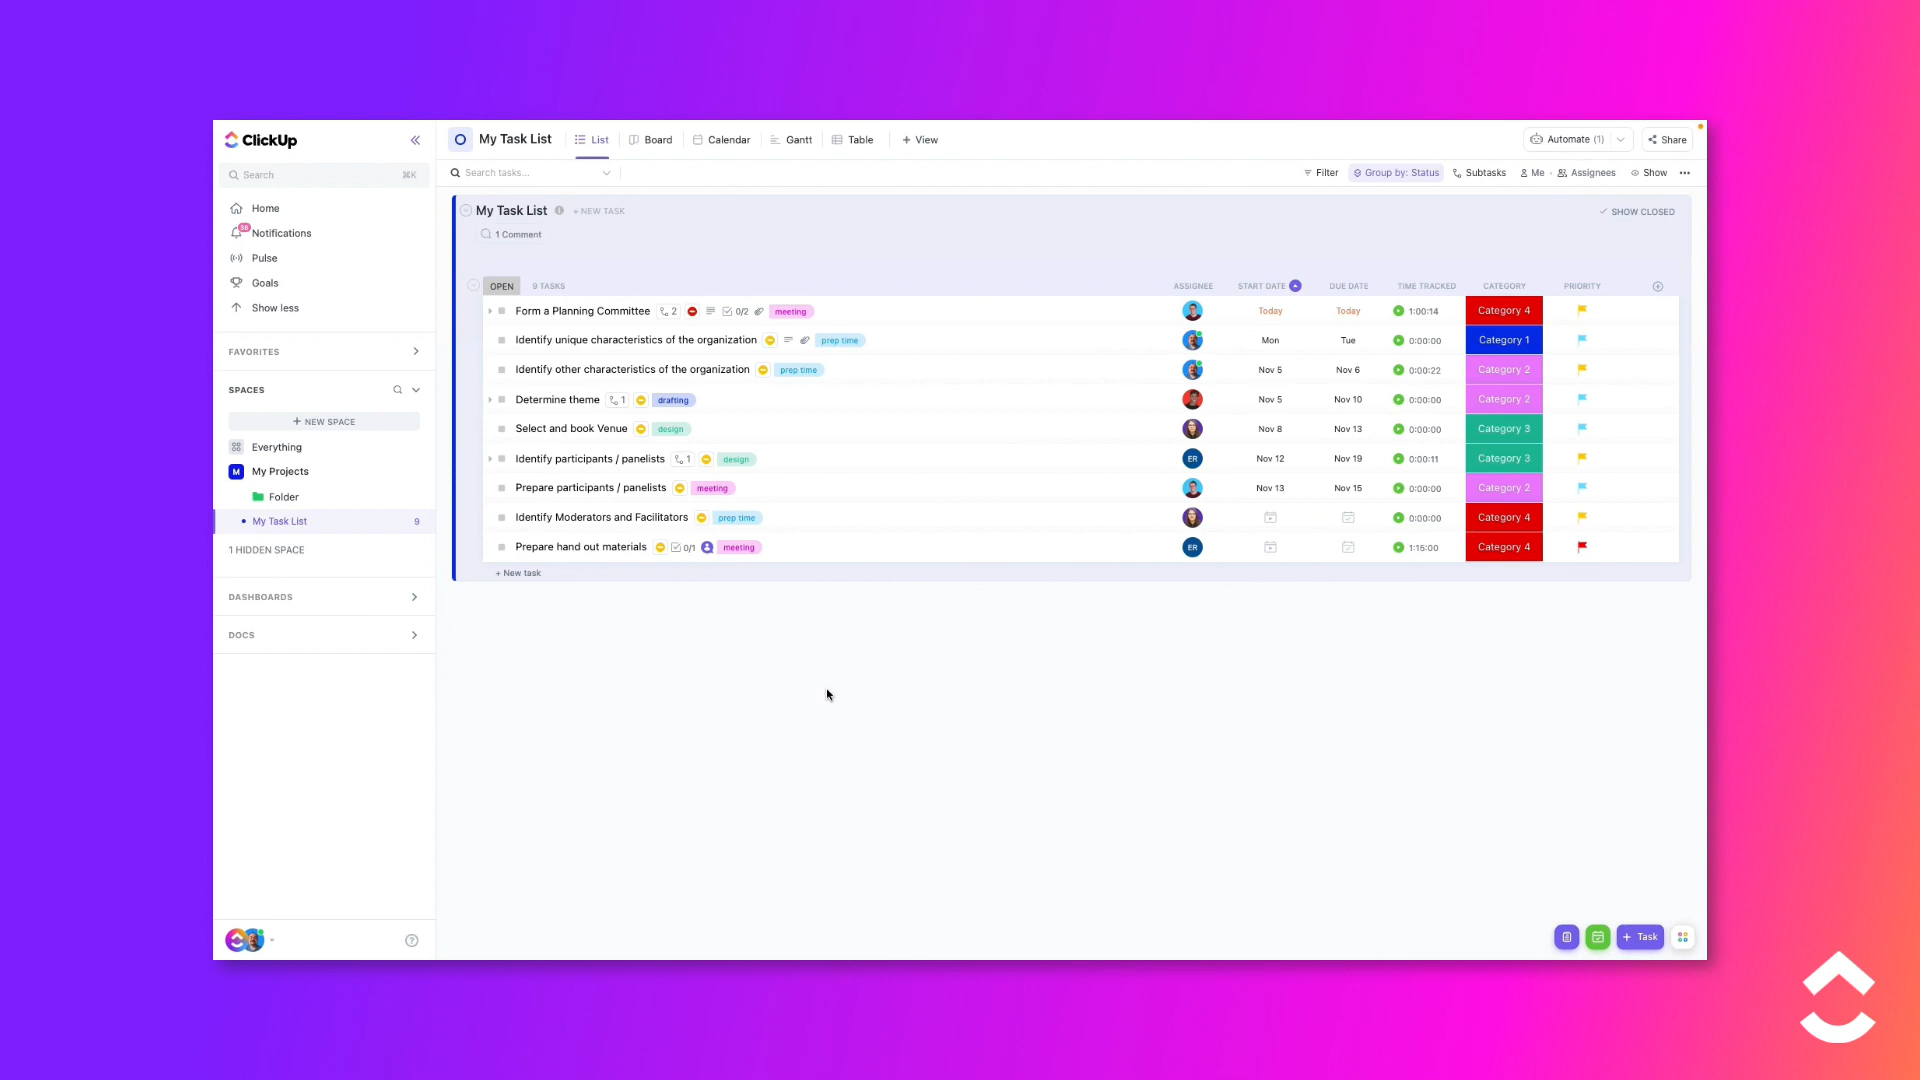 ClickUp
Search ⌘K
Home
38
Notifications
Pulse
Goals
Show less
FAVORITES
SPACES
+ NEW SPACE
Everything
M My Projects
Folder
My Task List 9
1 HIDDEN SPACE
DASHBOARDS
DOCS
My Task List List Board Calendar Gantt Table + View Automate (1) Share
Search tasks... Filter Group by: Status Subtasks Me Assignees Show
My Task List + NEW TASK SHOW CLOSED
1 Comment
OPEN 9 TASKS ASSIGNEE START DATE DUE DATE TIME TRACKED CATEGORY PRIORITY
Form a Planning Committee 2 0/2 meeting Today Today 1:00:14 Category 4
Identify unique characteristics of the organization prep time Mon Tue 0:00:00 Category 1
Identify other characteristics of the organization prep time Nov 5 Nov 6 0:00:22 Category 2
Determine theme 1 drafting Nov 5 Nov 10 0:00:00 Category 2
Select and book Venue design Nov 8 Nov 13 0:00:00 Category 3
Identify participants / panelists 1 design ER Nov 12 Nov 19 0:00:11 Category 3
Prepare participants / panelists meeting Nov 13 Nov 15 0:00:00 Category 2
Identify Moderators and Facilitators prep time 0:00:00 Category 4
Prepare hand out materials 0/1 meeting ER 1:15:00 Category 4
+ New task
+ Task